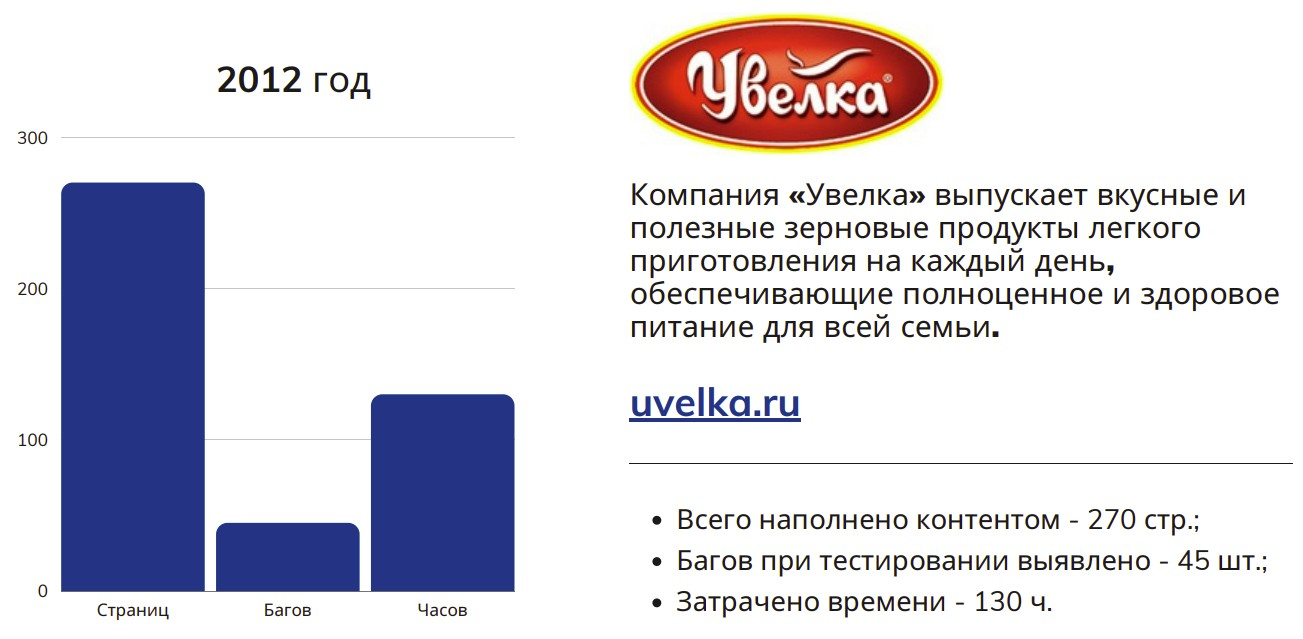 2012 год
300
200
100
0
Страниц
Багов
Часов
Увелка®
Компания «Увелка» выпускает вкусные и
полезные зерновые продукты легкого
приготовления на каждый день,
обеспечивающие полноценное и здоровое
питание для всей семьи.
uvelka.ru
• Всего наполнено контентом - 270 стр.;
• Багов при тестировании выявлено - 45 шт.;
• Затрачено времени - 130 ч.